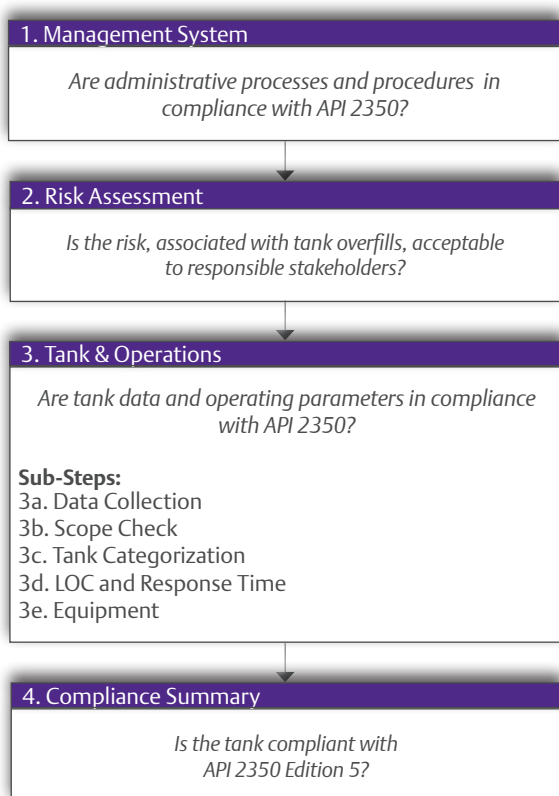 1. Management System
Are administrative processes and procedures in
compliance with API 2350?
2. Risk Assessment
Is the risk, associated with tank overfills, acceptable
to responsible stakeholders?
3. Tank & Operations
Are tank data and operating parameters in compliance
with API 2350?
Sub-Steps:
3a. Data Collection
3b. Scope Check
3c. Tank Categorization
3d. LOC and Response Time
3e. Equipment
4. Compliance Summary
Is the tank compliant with
API 2350 Edition 5?